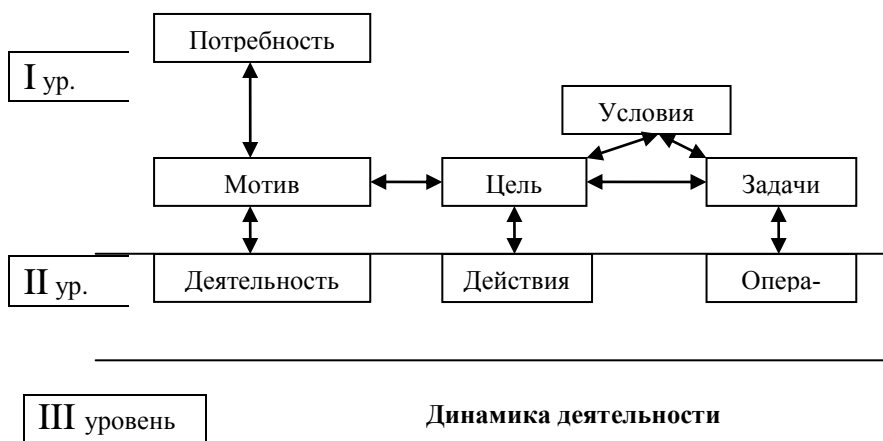 Потребность
I ур.
Условия
Мотив
Цель
Задачи
II ур.
Деятельность
Действия
Опера-
III уровень
Динамика деятельности